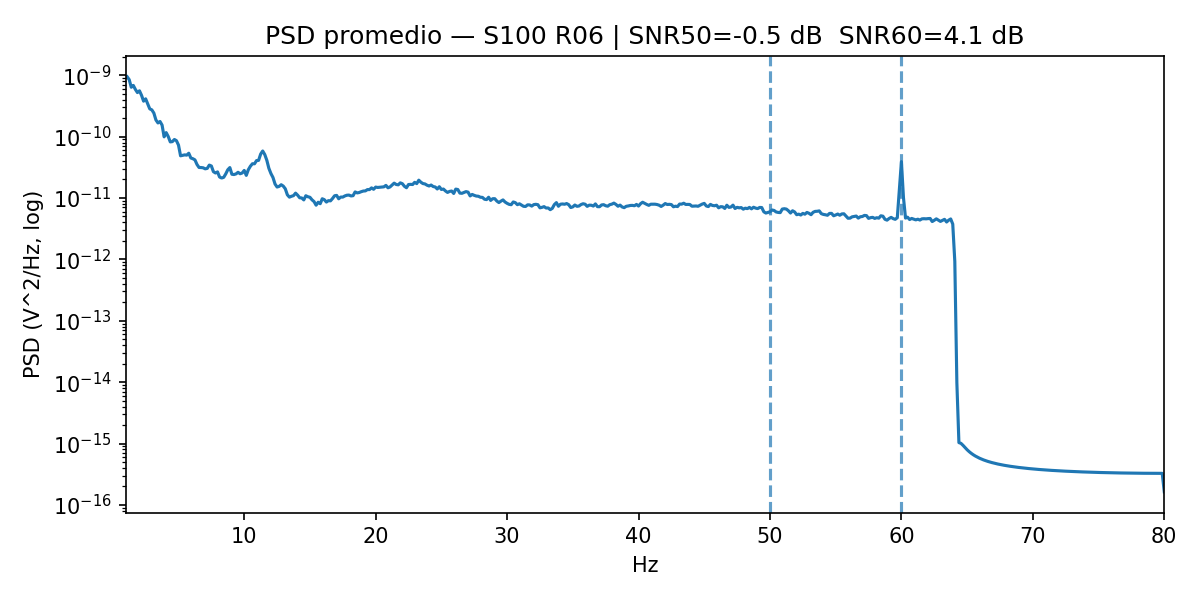 PSD promedio — S100 R06 | SNR50=-0.5 dB  SNR60=4.1 dB
PSD (V^2/Hz, log)
10⁻⁹
10⁻¹⁰
10⁻¹¹
10⁻¹²
10⁻¹³
10⁻¹⁴
10⁻¹⁵
10⁻¹⁶
10 20 30 40 50 60 70 80
Hz